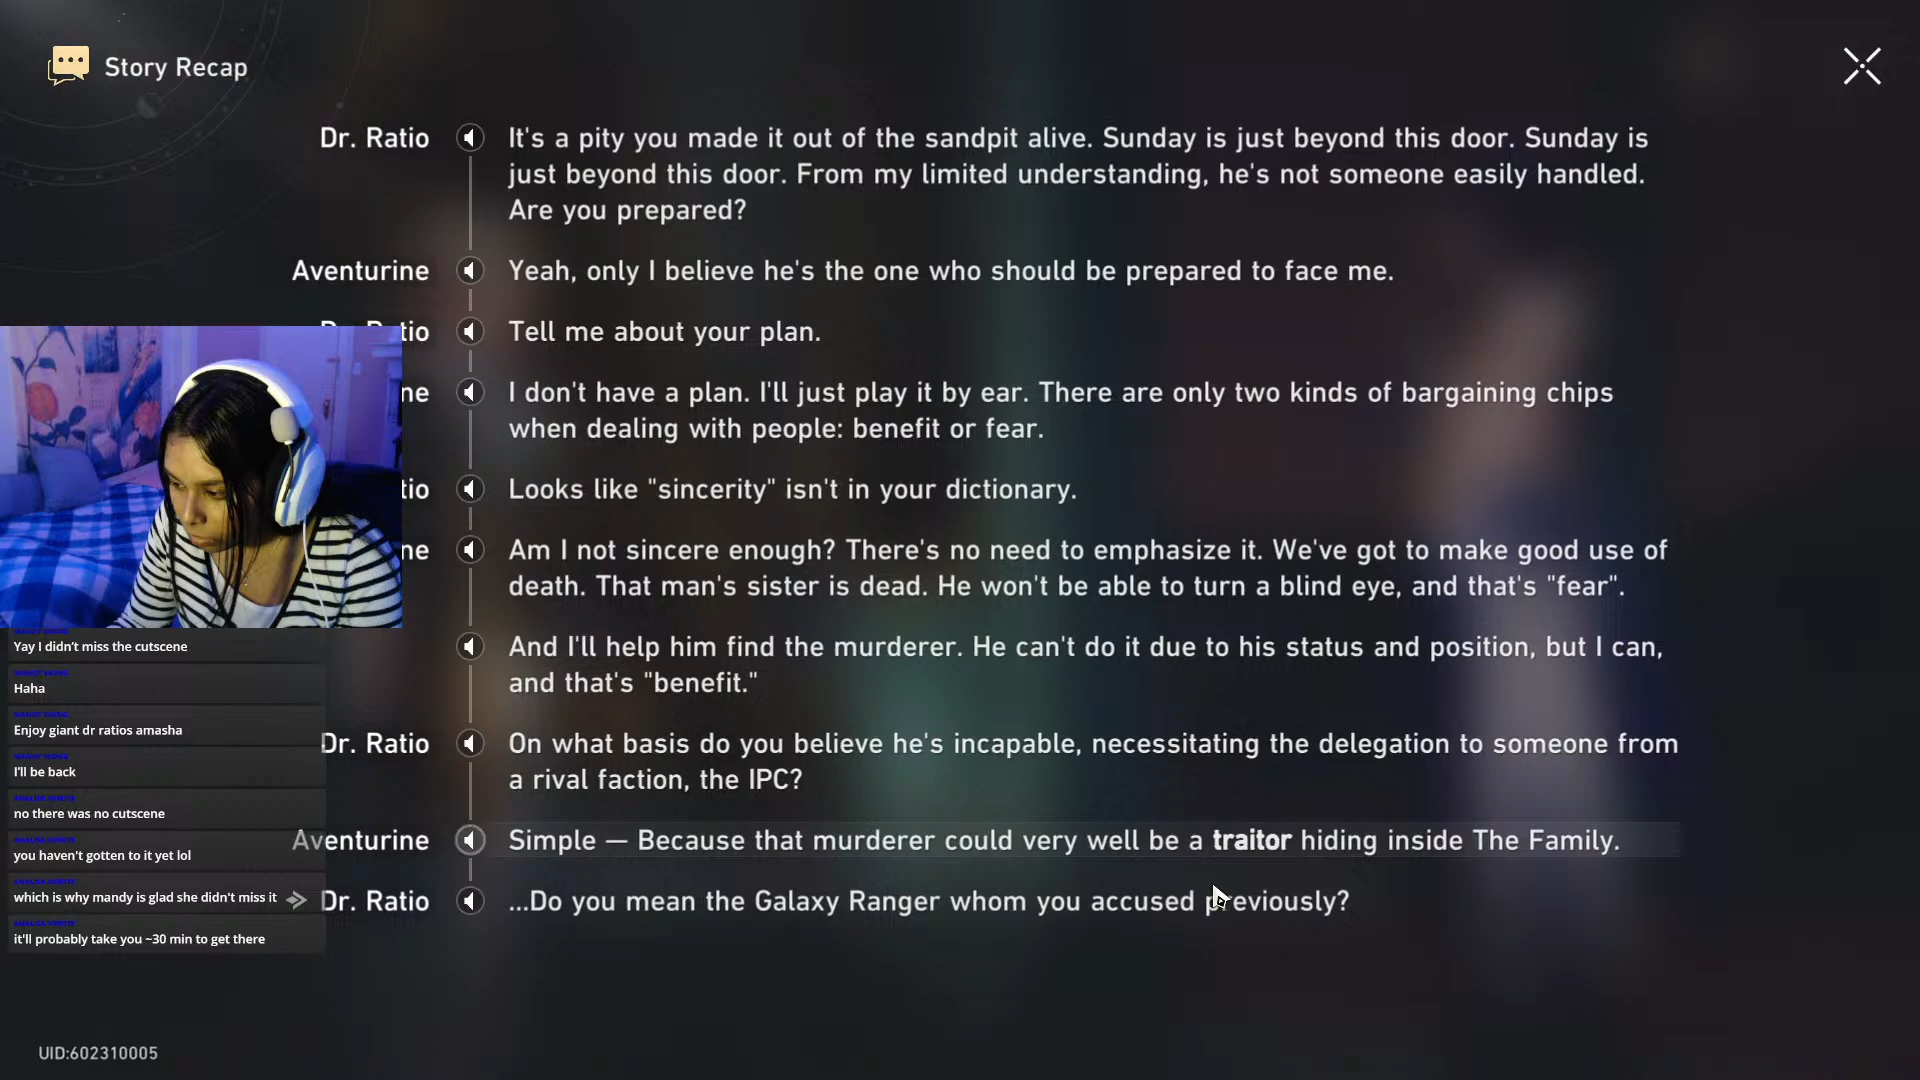 Story Recap
Dr. Ratio
It's a pity you made it out of the sandpit alive. Sunday is just beyond this door. Sunday is
just beyond this door. From my limited understanding, he's not someone easily handled.
Are you prepared?
Aventurine
Yeah, only I believe he's the one who should be prepared to face me.
tio
Tell me about your plan.
ne
I don't have a plan. I'll just play it by ear. There are only two kinds of bargaining chips
when dealing with people: benefit or fear.
tio
Looks like "sincerity" isn't in your dictionary.
ne
Am I not sincere enough? There's no need to emphasize it. We've got to make good use of
death. That man's sister is dead. He won't be able to turn a blind eye, and that's "fear".
And I'll help him find the murderer. He can't do it due to his status and position, but I can,
and that's "benefit."
Dr. Ratio
On what basis do you believe he's incapable, necessitating the delegation to someone from
a rival faction, the IPC?
Aventurine
Simple — Because that murderer could very well be a traitor hiding inside The Family.
Dr. Ratio
...Do you mean the Galaxy Ranger whom you accused previously?
Yay I didn't miss the cutscene
Haha
Enjoy giant dr ratios amasha
I'll be back
no there was no cutscene
you haven't gotten to it yet lol
which is why mandy is glad she didn't miss it
it'll probably take you ~30 min to get there
UID:602310005